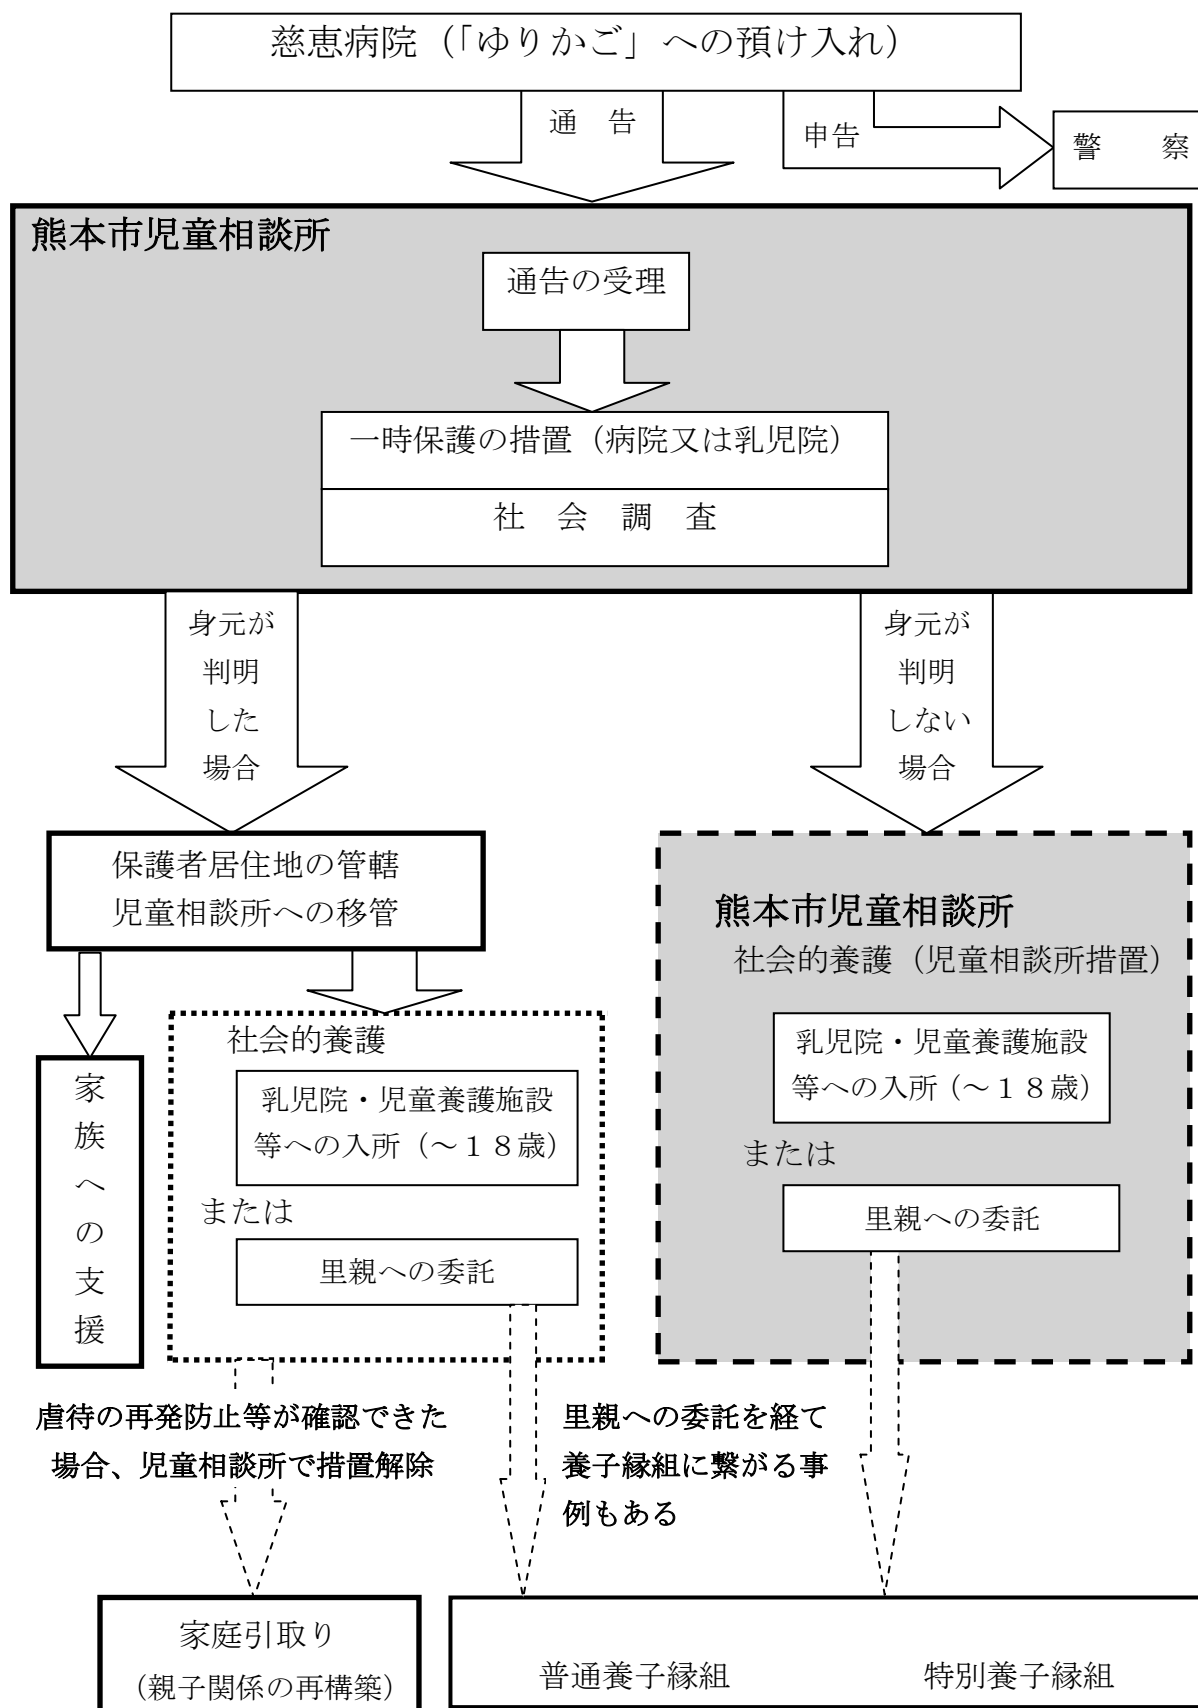 慈恵病院（「ゆりかご」への預け入れ）
通　告
申告
警　察
熊本市児童相談所
通告の受理
一時保護の措置（病院又は乳児院）
社　会　調　査
身元が
判明
した
場合
身元が
判明
しない
場合
保護者居住地の管轄
児童相談所への移管
熊本市児童相談所
社会的養護（児童相談所措置）
乳児院・児童養護施設
等への入所（～１８歳）
または
里親への委託
家族への支援
社会的養護
乳児院・児童養護施設
等への入所（～１８歳）
または
里親への委託
虐待の再発防止等が確認できた
場合、児童相談所で措置解除
里親への委託を経て
養子縁組に繋がる事
例もある
家庭引取り
（親子関係の再構築）
普通養子縁組　特別養子縁組